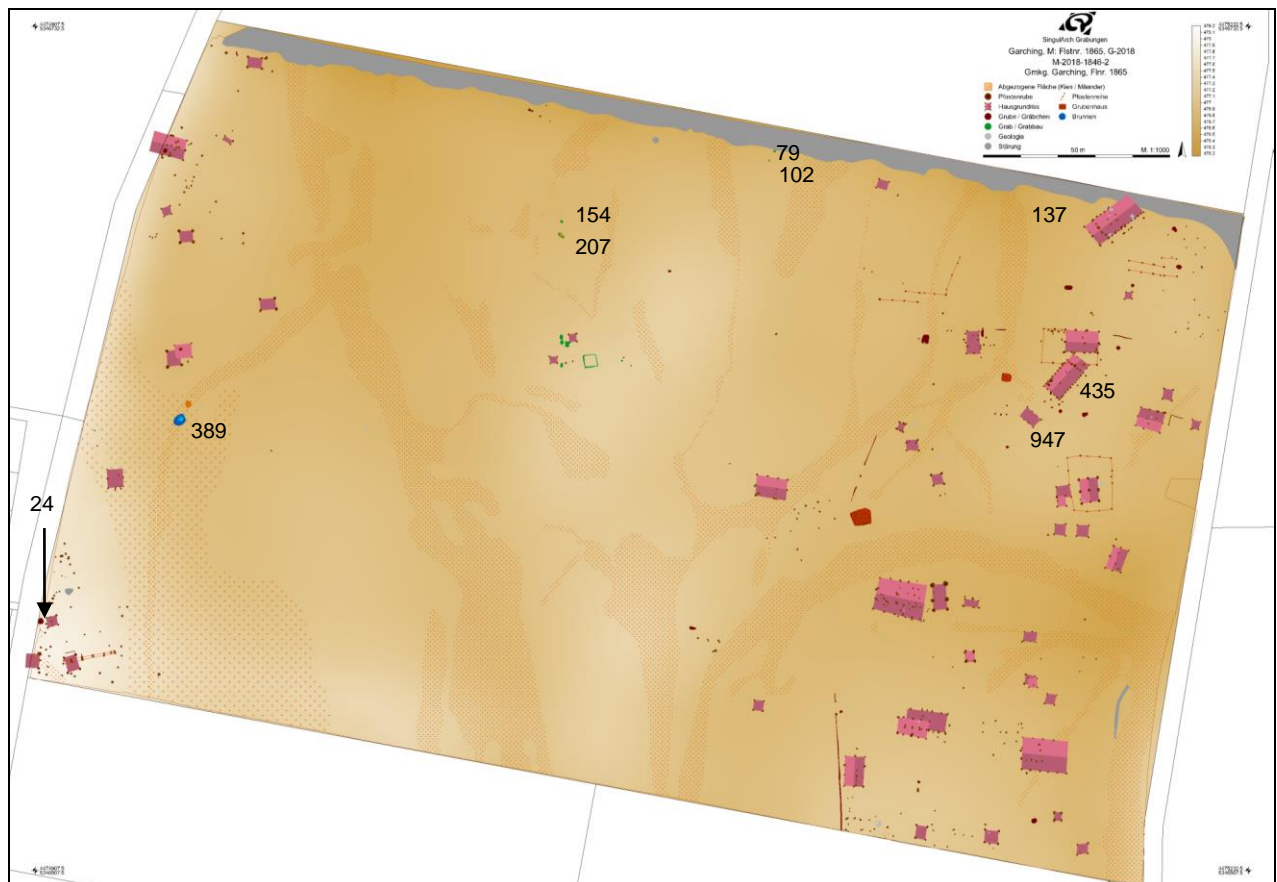 SingulArch Grabungen
Garching, M: Flstnr. 1865, G-2018
M-2018-1846-2
Gmkg. Garching, Flnr. 1865
Abgezogene Fläche (Kies / Mäander)
Pfostenrube
Pfostenreihe
Hausgrundriss
Grubenhaus
Grube / Gräbchen
Brunnen
Grab / Grabbau
Geologie
Störung
50 m
M. 1:1000
79
102
154
207
137
435
947
389
24